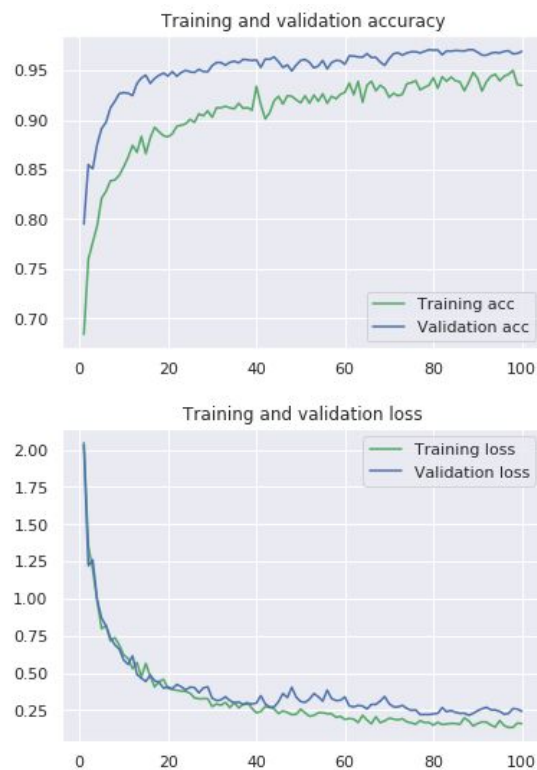 Training and validation accuracy
0.95
0.90
0.85
0.80
0.75
0.70
Training acc
Validation acc
0 20 40 60 80 100
Training and validation loss
2.00
1.75
1.50
1.25
1.00
0.75
0.50
0.25
Training loss
Validation loss
0 20 40 60 80 100